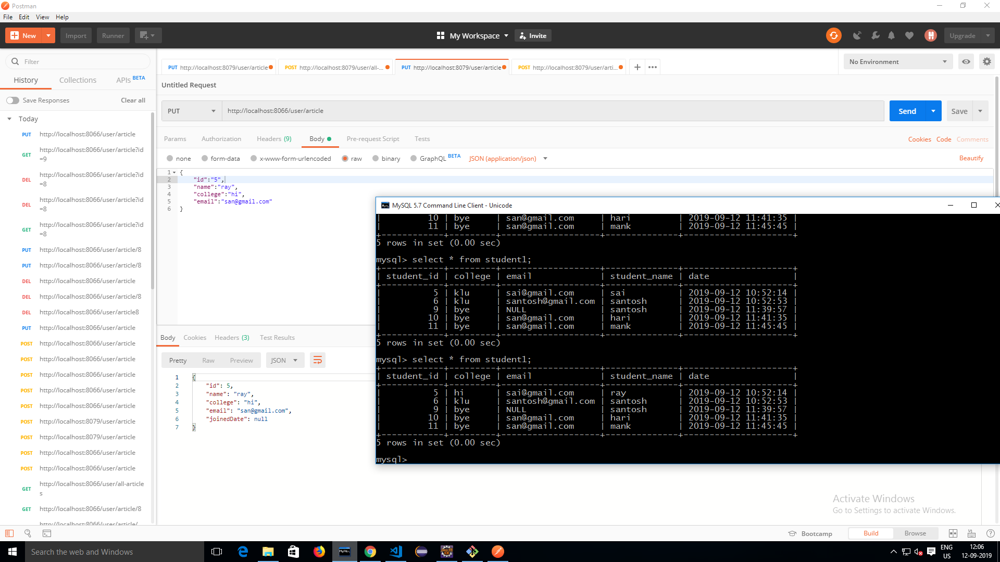 Postman
File Edit View Help
New Import Runner My Workspace Invite Upgrade
Filter
History Collections APIs BETA
Save Responses Clear all
Today
PUT http://localhost:8066/user/article
GET http://localhost:8066/user/article?id
=9
DEL http://localhost:8066/user/article?id
=8
DEL http://localhost:8066/user/article?id
=8
GET http://localhost:8066/user/article?id
=8
PUT http://localhost:8066/user/article/8
PUT http://localhost:8066/user/article/8
DEL http://localhost:8066/user/article
DEL http://localhost:8066/user/article/8
DEL http://localhost:8066/user/article8
PUT http://localhost:8066/user/article
POST http://localhost:8066/user/article
POST http://localhost:8066/user/article
POST http://localhost:8066/user/article
POST http://localhost:8066/user/article
POST http://localhost:8066/user/article
POST http://localhost:8079/user/article
POST http://localhost:8079/user/article
POST http://localhost:8066/user/article
POST http://localhost:8066/user/article
GET http://localhost:8066/user/all-article
s
GET http://localhost:8066/user/article/8
http://localhost:8066/user/article/
PUT http://localhost:8079/user/article POST http://localhost:8079/user/all-... PUT http://localhost:8079/user/article POST http://localhost:8079/user/arti... + ••• No Environment
Untitled Request
PUT http://localhost:8066/user/article Send Save
Params Authorization Headers (9) Body Pre-request Script Tests Cookies Code Comments
none form-data x-www-form-urlencoded raw binary GraphQL BETA JSON (application/json) Beautify
1 {
2 "id":"5",
3 "name":"ray",
4 "college":"hi",
5 "email":"san@gmail.com"
6 }
Body Cookies Headers (3) Test Results
Pretty Raw Preview JSON
1 {
2 "id": 5,
3 "name": "ray",
4 "college": "hi",
5 "email": "san@gmail.com",
6 "joinedDate": null
7 }
MySQL 5.7 Command Line Client - Unicode
| 10 | bye | san@gmail.com | hari | 2019-09-12 11:41:35 |
| 11 | bye | san@gmail.com | mank | 2019-09-12 11:45:45 |
+------------+---------+-------------------+--------------+---------------------+
5 rows in set (0.00 sec)
mysql> select * from student1;
+------------+---------+-------------------+--------------+---------------------+
| student_id | college | email | student_name | date |
+------------+---------+-------------------+--------------+---------------------+
| 5 | klu | sai@gmail.com | sai | 2019-09-12 10:52:14 |
| 6 | klu | santosh@gmail.com | santosh | 2019-09-12 10:52:53 |
| 9 | bye | NULL | santosh | 2019-09-12 11:39:57 |
| 10 | bye | san@gmail.com | hari | 2019-09-12 11:41:35 |
| 11 | bye | san@gmail.com | mank | 2019-09-12 11:45:45 |
+------------+---------+-------------------+--------------+---------------------+
5 rows in set (0.00 sec)
mysql> select * from student1;
+------------+---------+-------------------+--------------+---------------------+
| student_id | college | email | student_name | date |
+------------+---------+-------------------+--------------+---------------------+
| 5 | hi | sai@gmail.com | ray | 2019-09-12 10:52:14 |
| 6 | klu | santosh@gmail.com | santosh | 2019-09-12 10:52:53 |
| 9 | bye | NULL | santosh | 2019-09-12 11:39:57 |
| 10 | bye | san@gmail.com | hari | 2019-09-12 11:41:35 |
| 11 | bye | san@gmail.com | mank | 2019-09-12 11:45:45 |
+------------+---------+-------------------+--------------+---------------------+
5 rows in set (0.00 sec)
mysql>
Activate Windows
Go to Settings to activate Windows.
Bootcamp Build Browse
Search the web and Windows
ENG
US
12:06
12-09-2019